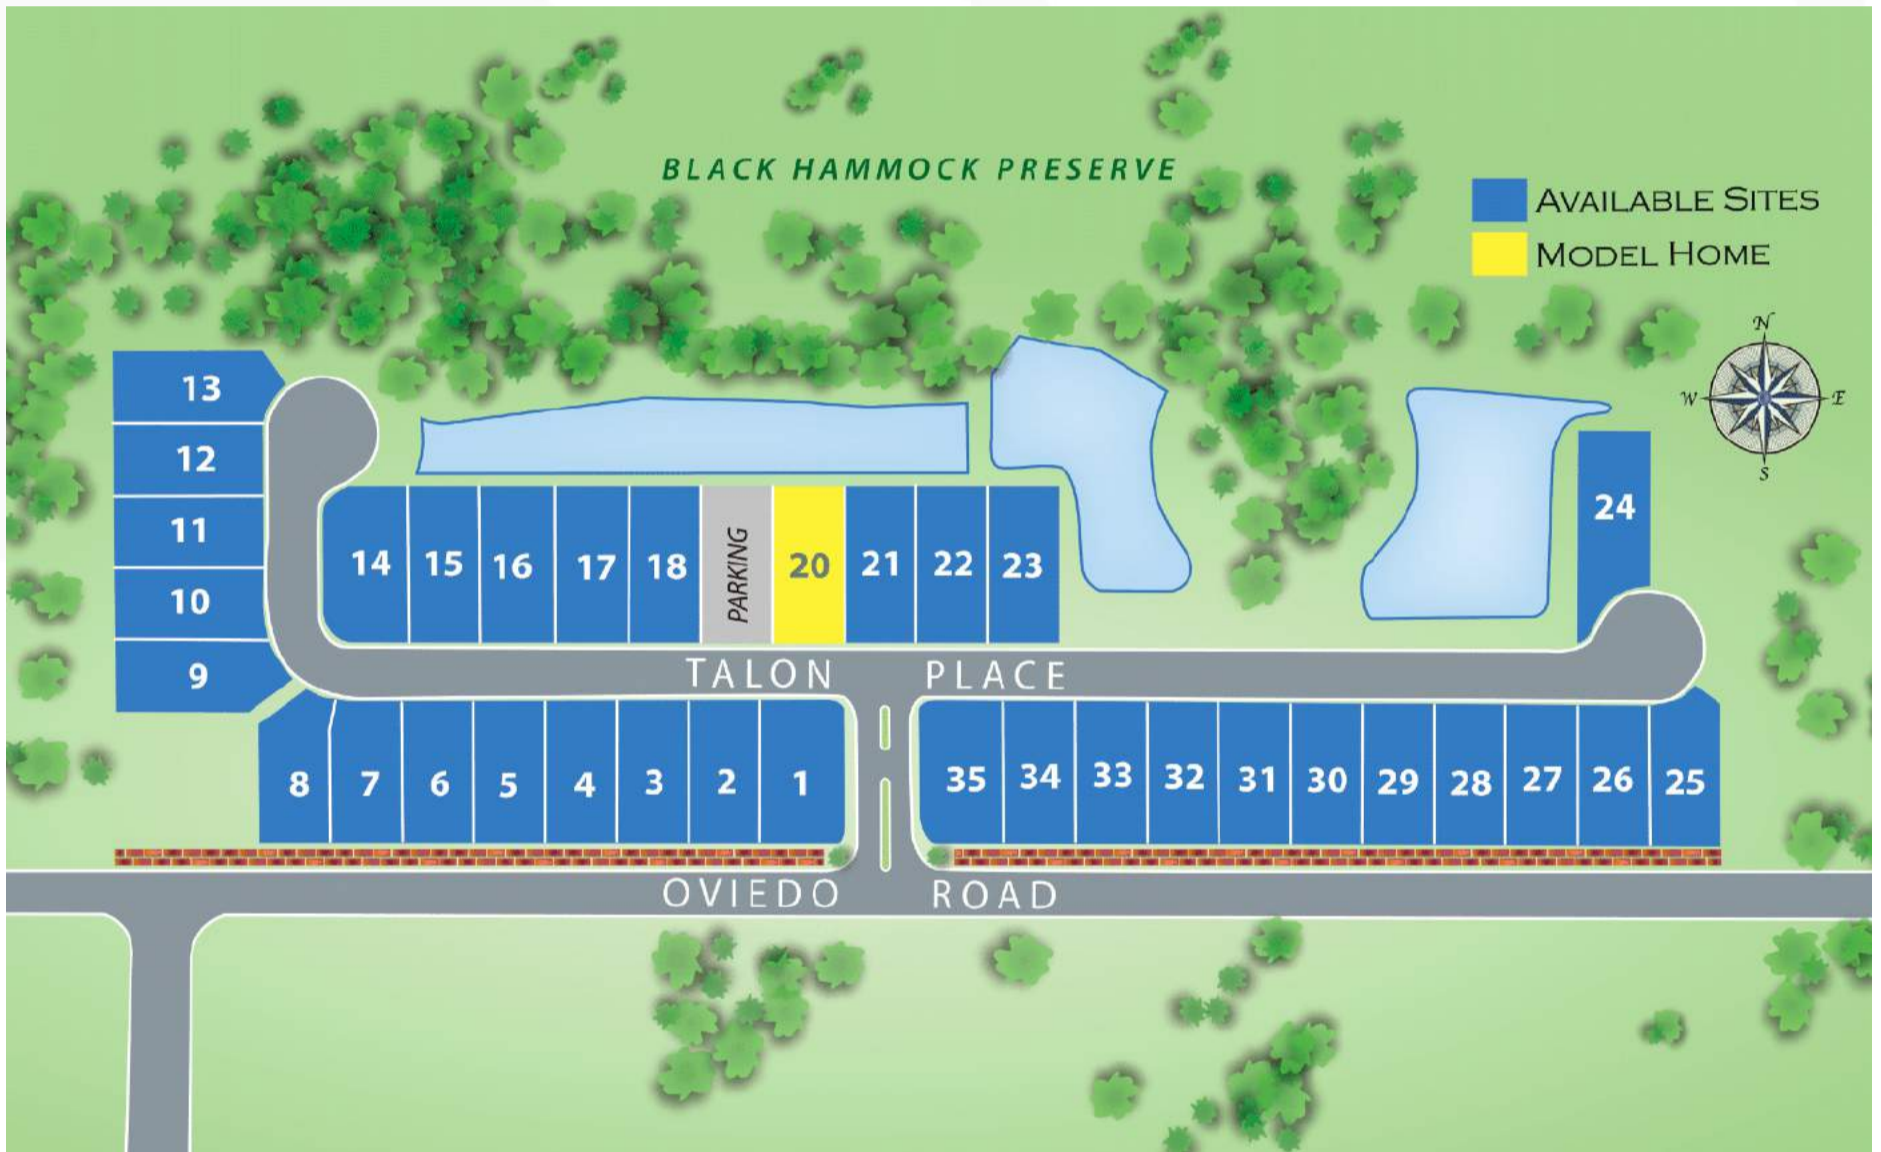 BLACK HAMMOCK PRESERVE
AVAILABLE SITES
MODEL HOME
N
W E
S
13
12
11
10
9
14 15 16 17 18 PARKING 20 21 22 23
24
TALON PLACE
8 7 6 5 4 3 2 1
35 34 33 32 31 30 29 28 27 26 25
OVIEDO ROAD